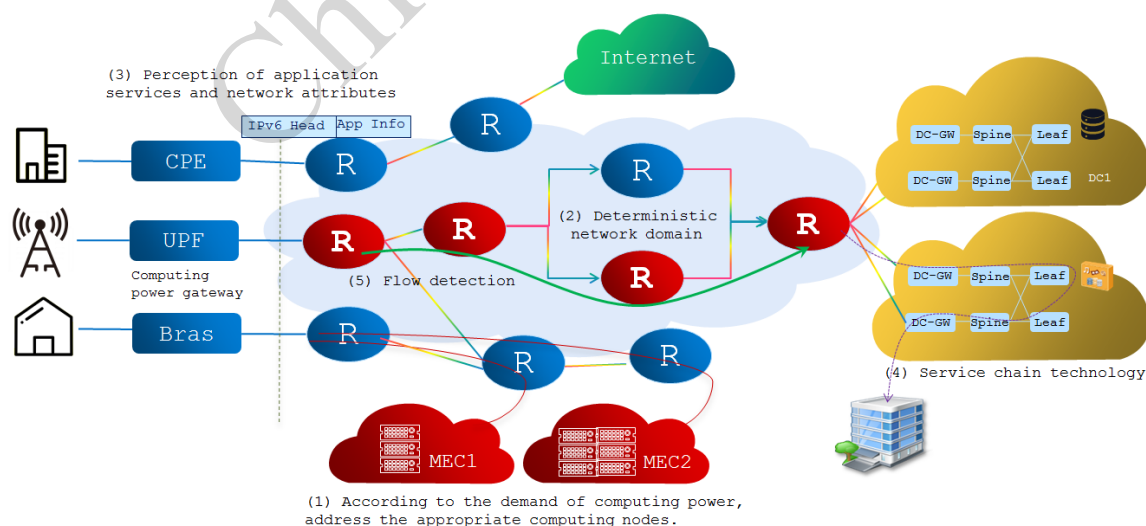 Ch
Internet
(3) Perception of application
services and network attributes
IPv6 Head
App Info
CPE
R
R
DC-GW
Spine
Leaf
DC-GW
Spine
Leaf
DC1
R
(2) Deterministic
network domain
UPF
R
R
R
R
Computing
power gateway
(5) Flow detection
DC-GW
Spine
Leaf
DC-GW
Spine
Leaf
Bras
R
R
R
(4) Service chain technology
MEC1
MEC2
(1) According to the demand of computing power,
address the appropriate computing nodes.